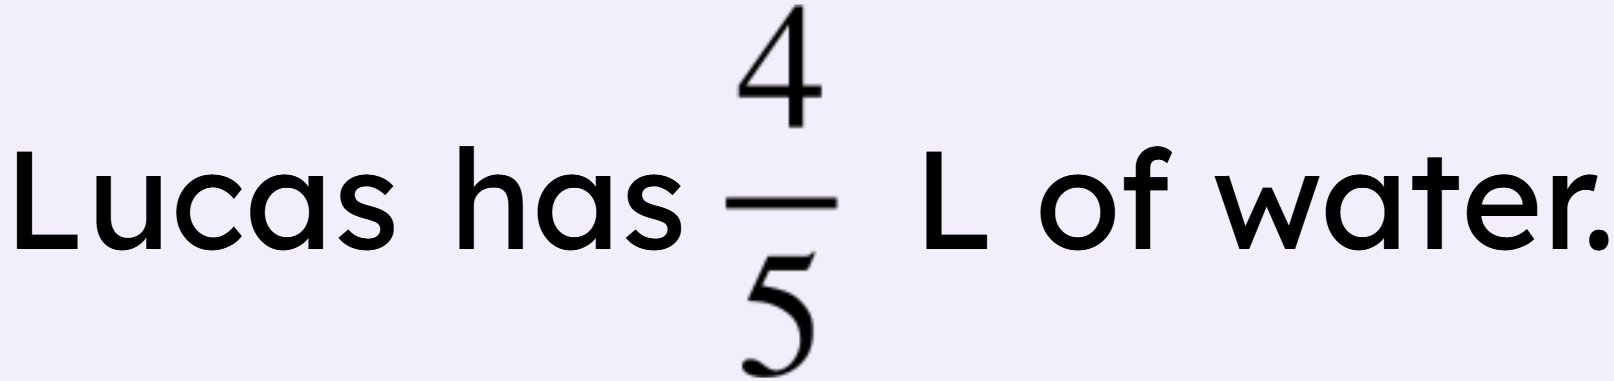 Lucas has 4/5 L of water.